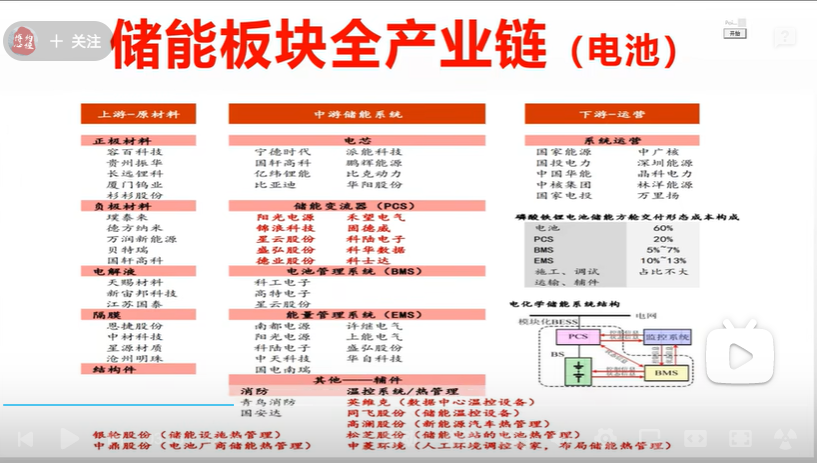 储能板块全产业链（电池）
+ 关注
开始
上游-原材料
正极材料
容百科技
贵州振华
长远锂科
厦门钨业
杉杉股份
负极材料
璞泰来
德方纳米
万润新能源
贝特瑞
国轩高科
电解液
天赐材料
新宙邦科技
江苏国泰
隔膜
恩捷股份
中材科技
星源材质
沧州明珠
结构件
银轮股份（储能设施热管理）
中鼎股份（电池厂商储能热管理）
中游储能系统
电芯
宁德时代 派能科技
国轩高科 鹏辉能源
亿纬锂能 比克动力
比亚迪 华阳股份
储能变流器（PCS）
阳光电源 禾望电气
锦浪科技 固德威
星云股份 科陆电子
盛弘股份 科华数据
德业股份 科士达
电池管理系统（BMS）
科工电子
高特电子
星云股份
能量管理系统（EMS）
南都电源 许继电气
阳光电源 上能电气
科陆电子 盛弘股份
中天科技 华自科技
国电南瑞
其他——辅件
消防 温控系统/热管理
青鸟消防 英维克（数据中心温控设备）
国安达 同飞股份（储能温控设备）
高澜股份（新能源汽车热管理）
松芝股份（储能电站的电池热管理）
中菱环境（人工环境调控专家，布局储能热管理）
下游-运营
系统运营
国家能源 中广核
国投电力 深圳能源
中国华能 晶科电力
中核集团 林洋能源
国家电投 万里扬
磷酸铁锂电池储能方舱交付形态成本构成
电池 60%
PCS 20%
BMS 5%~7%
EMS 10%~13%
施工、调试 占比不大
运输、辅件
电化学储能系统结构
电网
模块化BESS
PCS
监控系统
BS
BMS